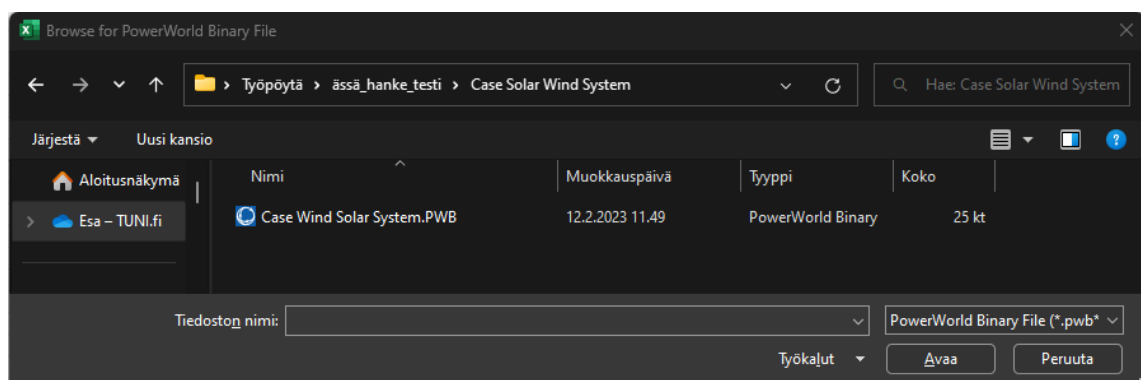 Browse for PowerWorld Binary File
Työpöytä › ässä_hanke_testi › Case Solar Wind System
Hae: Case Solar Wind System
Järjestä Uusi kansio
Nimi Muokkauspäivä Tyyppi Koko
Aloitusnäkymä
Case Wind Solar System.PWB 12.2.2023 11.49 PowerWorld Binary 25 kt
Esa – TUNI.fi
Tiedoston nimi:
PowerWorld Binary File (*.pwb*
Työkalut Avaa Peruuta